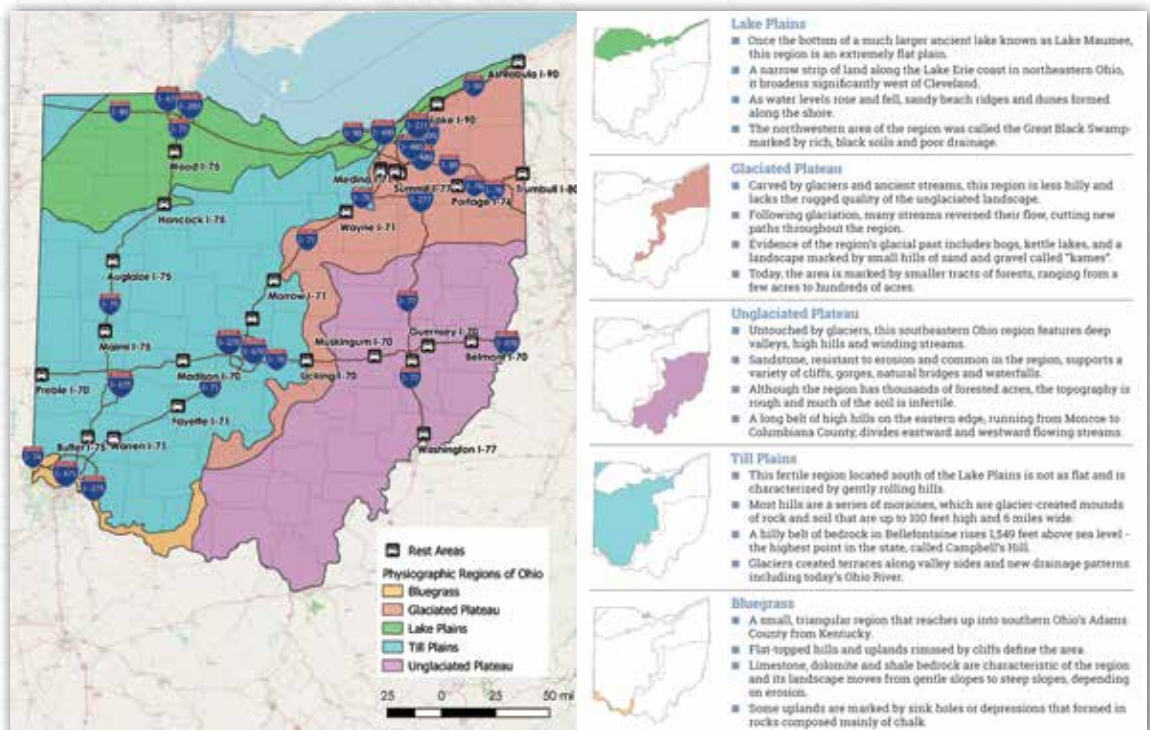 Ashtabula I-90
Lake I-90
Wood I-75
Medina I-71
Summit I-77
Portage I-76
Trumbull I-80
Hancock I-75
Wayne I-71
I-71
Auglaize I-75
Morrow I-71
I-75
I-77
Miami I-75
Muskingum I-70
Guernsey I-70
Belmont I-70
Preble I-70
Madison I-70
Licking I-70
I-675
I-71
I-77
Fayette I-71
Butler I-75
Warren I-71
Washington I-77
I-74
I-275
Rest Areas
Physiographic Regions of Ohio
Bluegrass
Glaciated Plateau
Lake Plains
Till Plains
Unglaciated Plateau
25 0 25 50 mi
Lake Plains
Once the bottom of a much larger ancient lake known as Lake Maumee,
this region is an extremely flat plain.
A narrow strip of land along the Lake Erie coast in northeastern Ohio,
it broadens significantly west of Cleveland.
As water levels rose and fell, sandy beach ridges and dunes formed
along the shore.
The northwestern area of the region was called the Great Black Swamp-
marked by rich, black soils and poor drainage.
Glaciated Plateau
Carved by glaciers and ancient streams, this region is less hilly and
lacks the rugged quality of the unglaciated landscape.
Following glaciation, many streams reversed their flow, cutting new
paths throughout the region.
Evidence of the region's glacial past includes bogs, kettle lakes, and a
landscape marked by small hills of sand and gravel called "kames".
Today, the area is marked by smaller tracts of forests, ranging from a
few acres to hundreds of acres.
Unglaciated Plateau
Untouched by glaciers, this southeastern Ohio region features deep
valleys, high hills and winding streams.
Sandstone, resistant to erosion and common in the region, supports a
variety of cliffs, gorges, natural bridges and waterfalls.
Although the region has thousands of forested acres, the topography is
rough and much of the soil is infertile.
A long belt of high hills on the eastern edge, running from Monroe to
Columbiana County, divides eastward and westward flowing streams.
Till Plains
This fertile region located south of the Lake Plains is not as flat and is
characterized by gently rolling hills.
Most hills are a series of moraines, which are glacier-created mounds
of rock and soil that are up to 100 feet high and 6 miles wide.
A hilly belt of bedrock in Bellefontaine rises 1,549 feet above sea level -
the highest point in the state, called Campbell's Hill.
Glaciers created terraces along valley sides and new drainage patterns
including today's Ohio River.
Bluegrass
A small, triangular region that reaches up into southern Ohio's Adams
County from Kentucky.
Flat-topped hills and uplands rimmed by cliffs define the area.
Limestone, dolomite and shale bedrock are characteristic of the region
and its landscape moves from gentle slopes to steep slopes, depending
on erosion.
Some uplands are marked by sink holes or depressions that formed in
rocks composed mainly of chalk.